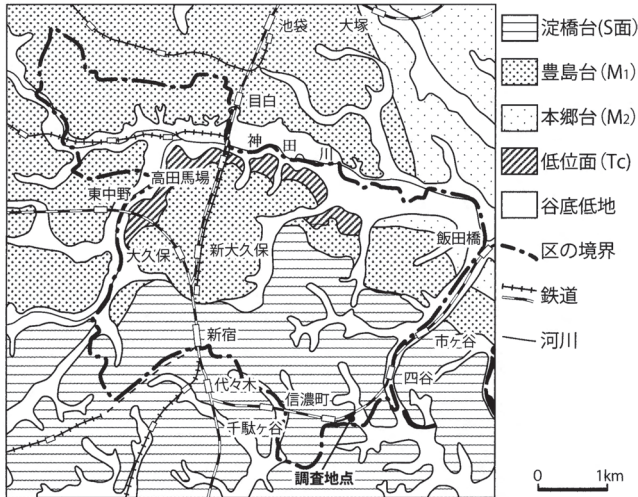 池袋
大塚
目白
神田川
高田馬場
東中野
飯田橋
大久保
新大久保
新宿
市ヶ谷
四谷
代々木
信濃町
千駄ヶ谷
調査地点
淀橋台(S面)
豊島台(M1)
本郷台(M2)
低位面(Tc)
谷底低地
区の境界
鉄道
河川
0 1km